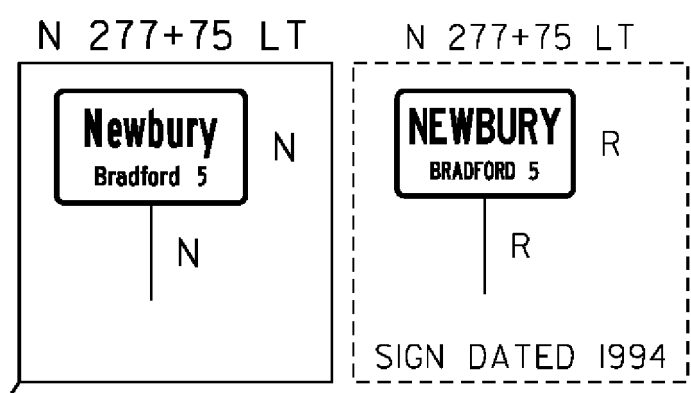 N 277+75 LT
Newbury
Bradford 5
N
N
N 277+75 LT
NEWBURY
BRADFORD 5
R
R
SIGN DATED 1994